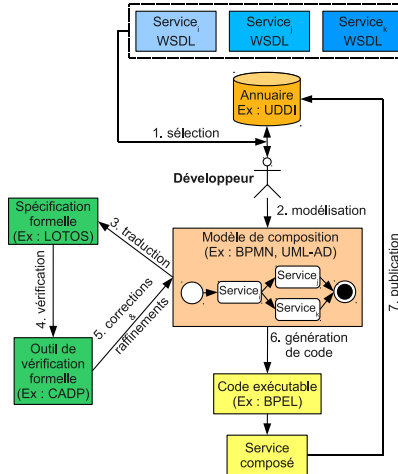 Service i
WSDL
Service j
WSDL
Service k
WSDL
Annuaire
Ex : UDDI
1. sélection
Développeur
2. modélisation
Spécification
formelle
(Ex : LOTOS)
3. traduction
Modèle de composition
(Ex : BPMN, UML-AD)
Service i
Service j
Service k
4. vérification
5. corrections
&
raffinements
Outil de
vérification
formelle
(Ex : CADP)
6. génération
de code
7. publication
Code exécutable
(Ex : BPEL)
Service
composé